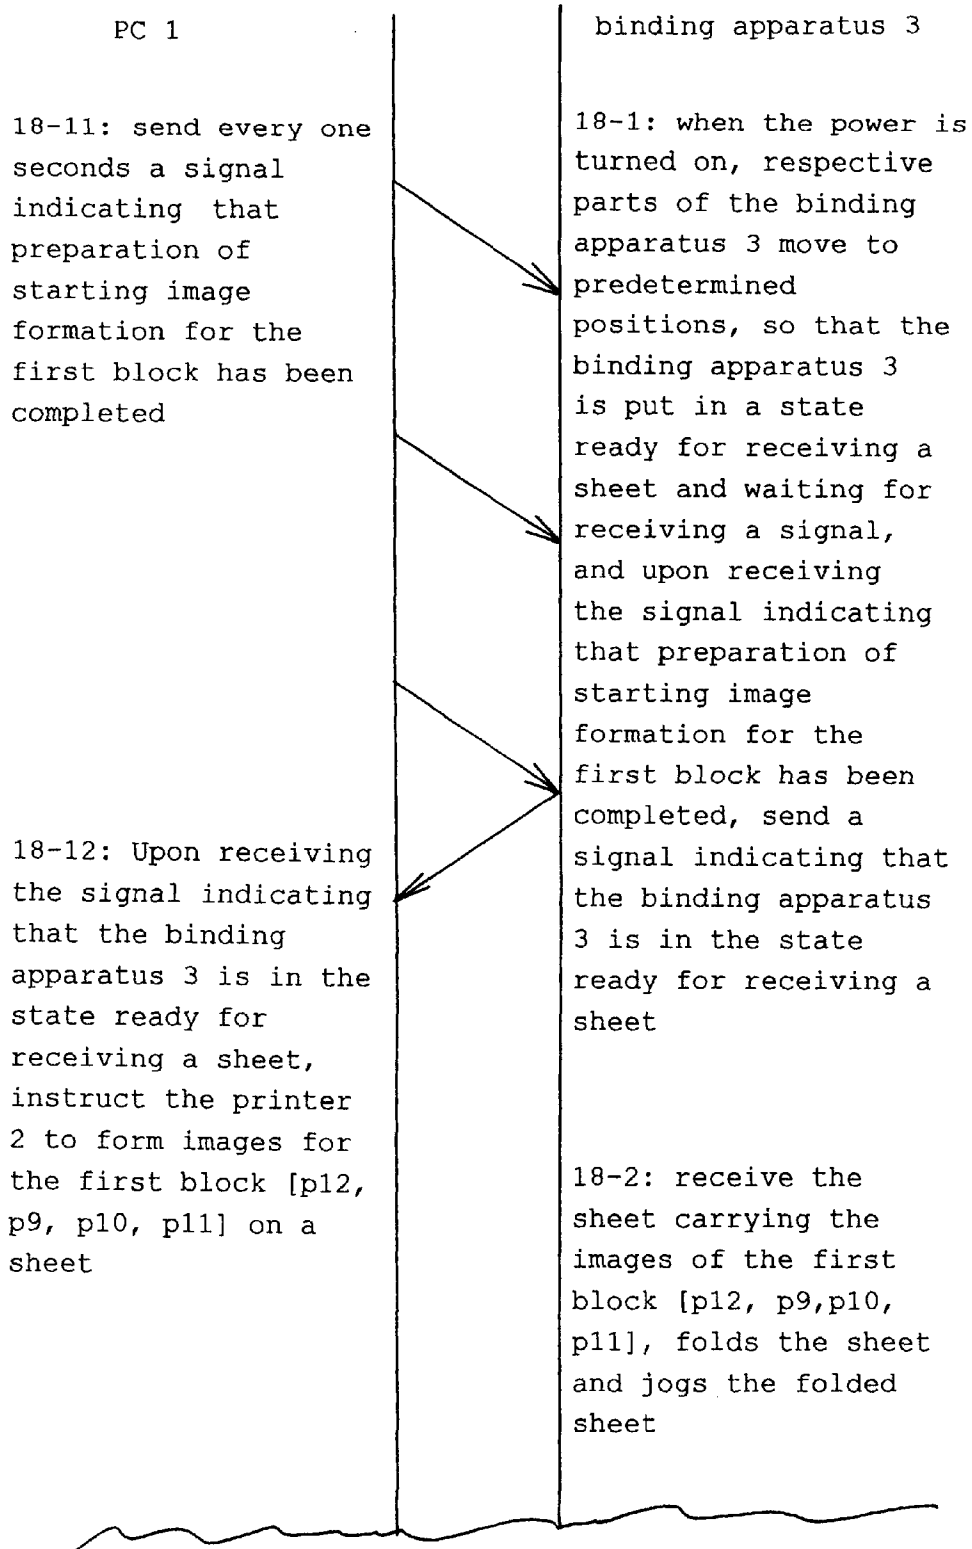 PC 1
binding apparatus 3
18-11: send every one
seconds a signal
indicating that
preparation of
starting image
formation for the
first block has been
completed
18-1: when the power is
turned on, respective
parts of the binding
apparatus 3 move to
predetermined
positions, so that the
binding apparatus 3
is put in a state
ready for receiving a
sheet and waiting for
receiving a signal,
and upon receiving
the signal indicating
that preparation of
starting image
formation for the
first block has been
completed, send a
signal indicating that
the binding apparatus
3 is in the state
ready for receiving a
sheet
18-12: Upon receiving
the signal indicating
that the binding
apparatus 3 is in the
state ready for
receiving a sheet,
instruct the printer
2 to form images for
the first block [p12,
p9, p10, p11] on a
sheet
18-2: receive the
sheet carrying the
images of the first
block [p12, p9,p10,
p11], folds the sheet
and jogs the folded
sheet